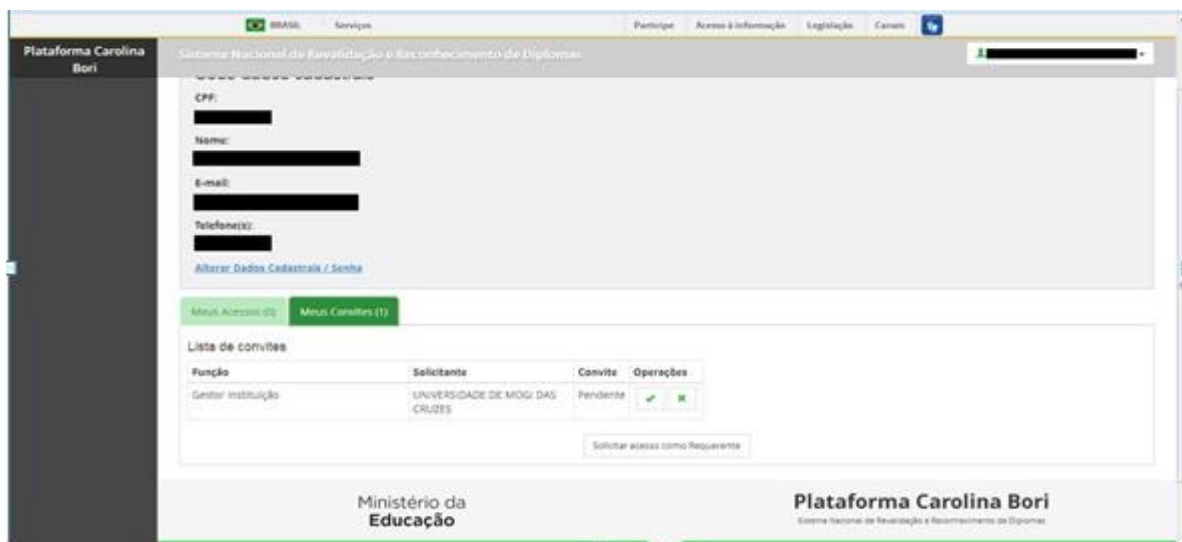 BRASIL Serviços Participe Acesso à informação Legislação Canais
Plataforma Carolina
Bori
Sistema Nacional de Revalidação e Reconhecimento de Diplomas
CPF:
Nome:
E-mail:
Telefone(s):
Alterar Dados Cadastrais / Senha
Meus Acessos (0) Meus Convites (1)
Lista de convites
Função Solicitante Convite Operações
Gestor Instituição UNIVERSIDADE DE MOGI DAS Pendente
CRUZES
Solicitar acesso como Requerente
Ministério da
Educação
Plataforma Carolina Bori
Sistema Nacional de Revalidação e Reconhecimento de Diplomas